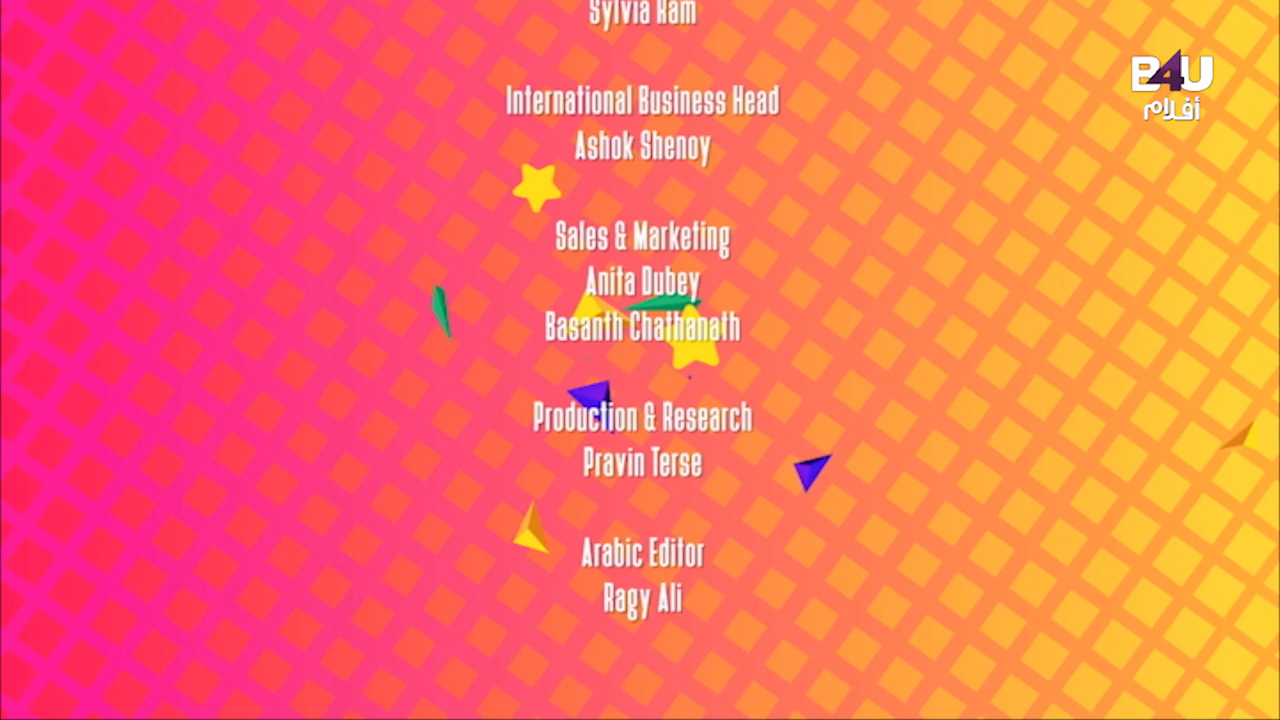 Sylvia Ram
B4U
أفلام
International Business Head
Ashok Shenoy
Sales & Marketing
Anita Dubey
Basanth Chathanath
Production & Research
Pravin Terse
Arabic Editor
Ragy Ali